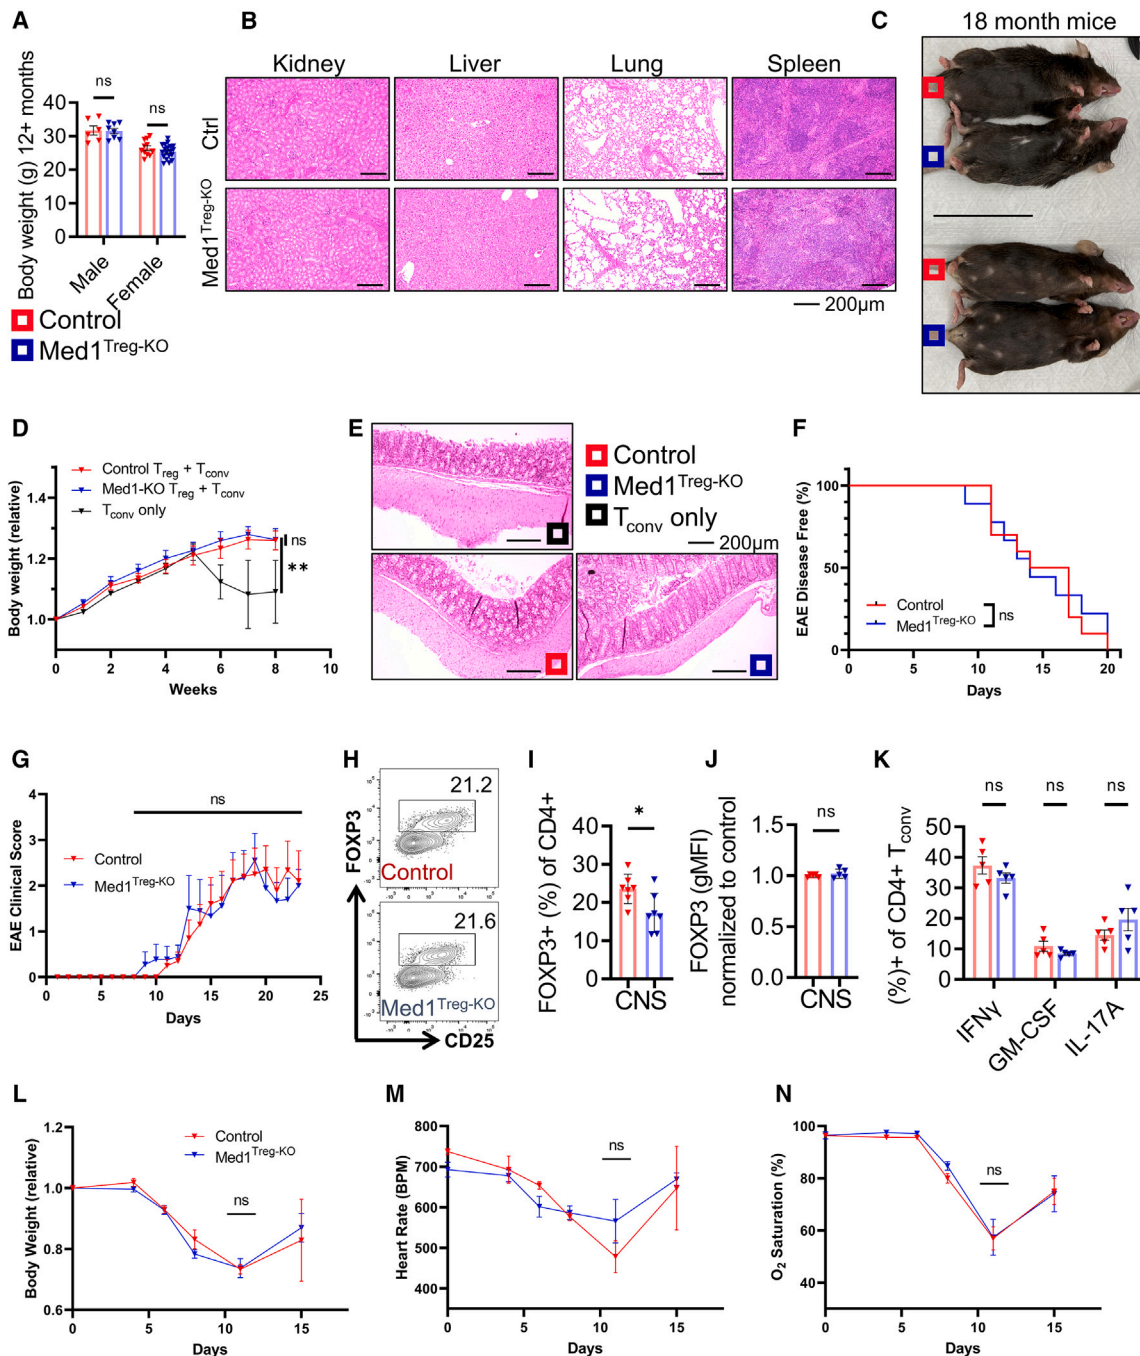 A
Body weight (g) 12+ months
40
30
20
10
0
ns
ns
Male
Female
Control
Med1Treg-KO
B
Kidney
Liver
Lung
Spleen
Ctrl
Med1Treg-KO
200μm
C
18 month mice
D
Body weight (relative)
1.4
1.2
1.0
Control Treg + Tconv
Med1-KO Treg + Tconv
Tconv only
ns
**
0
2
4
6
8
10
Weeks
E
Control
Med1Treg-KO
Tconv only
200μm
F
EAE Disease Free (%)
100
80
60
40
20
0
Control
Med1Treg-KO
ns
0
5
10
15
20
Days
G
EAE Clinical Score
4
3
2
1
0
ns
Control
Med1Treg-KO
0
5
10
15
20
25
Days
H
FOXP3
21.2
Control
21.6
Med1Treg-KO
CD25
I
FOXP3+ (%) of CD4+
40
30
20
10
0
*
CNS
J
FOXP3 (gMFI)
normalized to control
1.5
1.0
0.5
0.0
ns
CNS
K
(%)+ of CD4+ Tconv
50
40
30
20
10
0
ns
ns
ns
IFNγ
GM-CSF
IL-17A
L
Body Weight (relative)
1.2
1.0
0.8
0.6
Control
Med1Treg-KO
ns
0
5
10
15
Days
M
Heart Rate (BPM)
800
700
600
500
400
ns
0
5
10
15
Days
N
O2 Saturation (%)
100
80
60
40
ns
0
5
10
15
Days